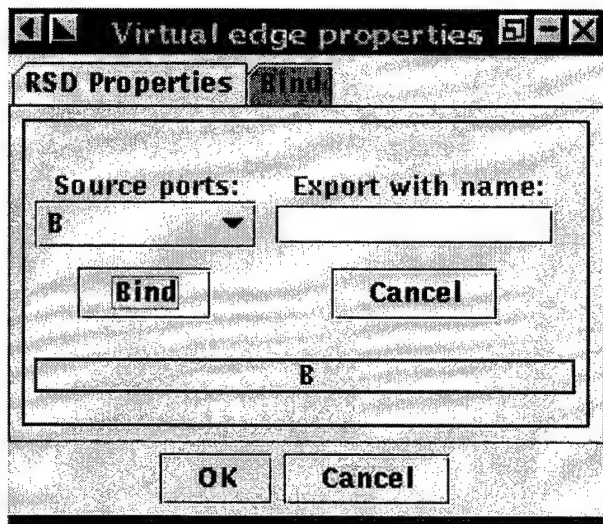 Virtual edge properties
RSD Properties Bind
Source ports: Export with name:
B
Bind Cancel
B
OK Cancel